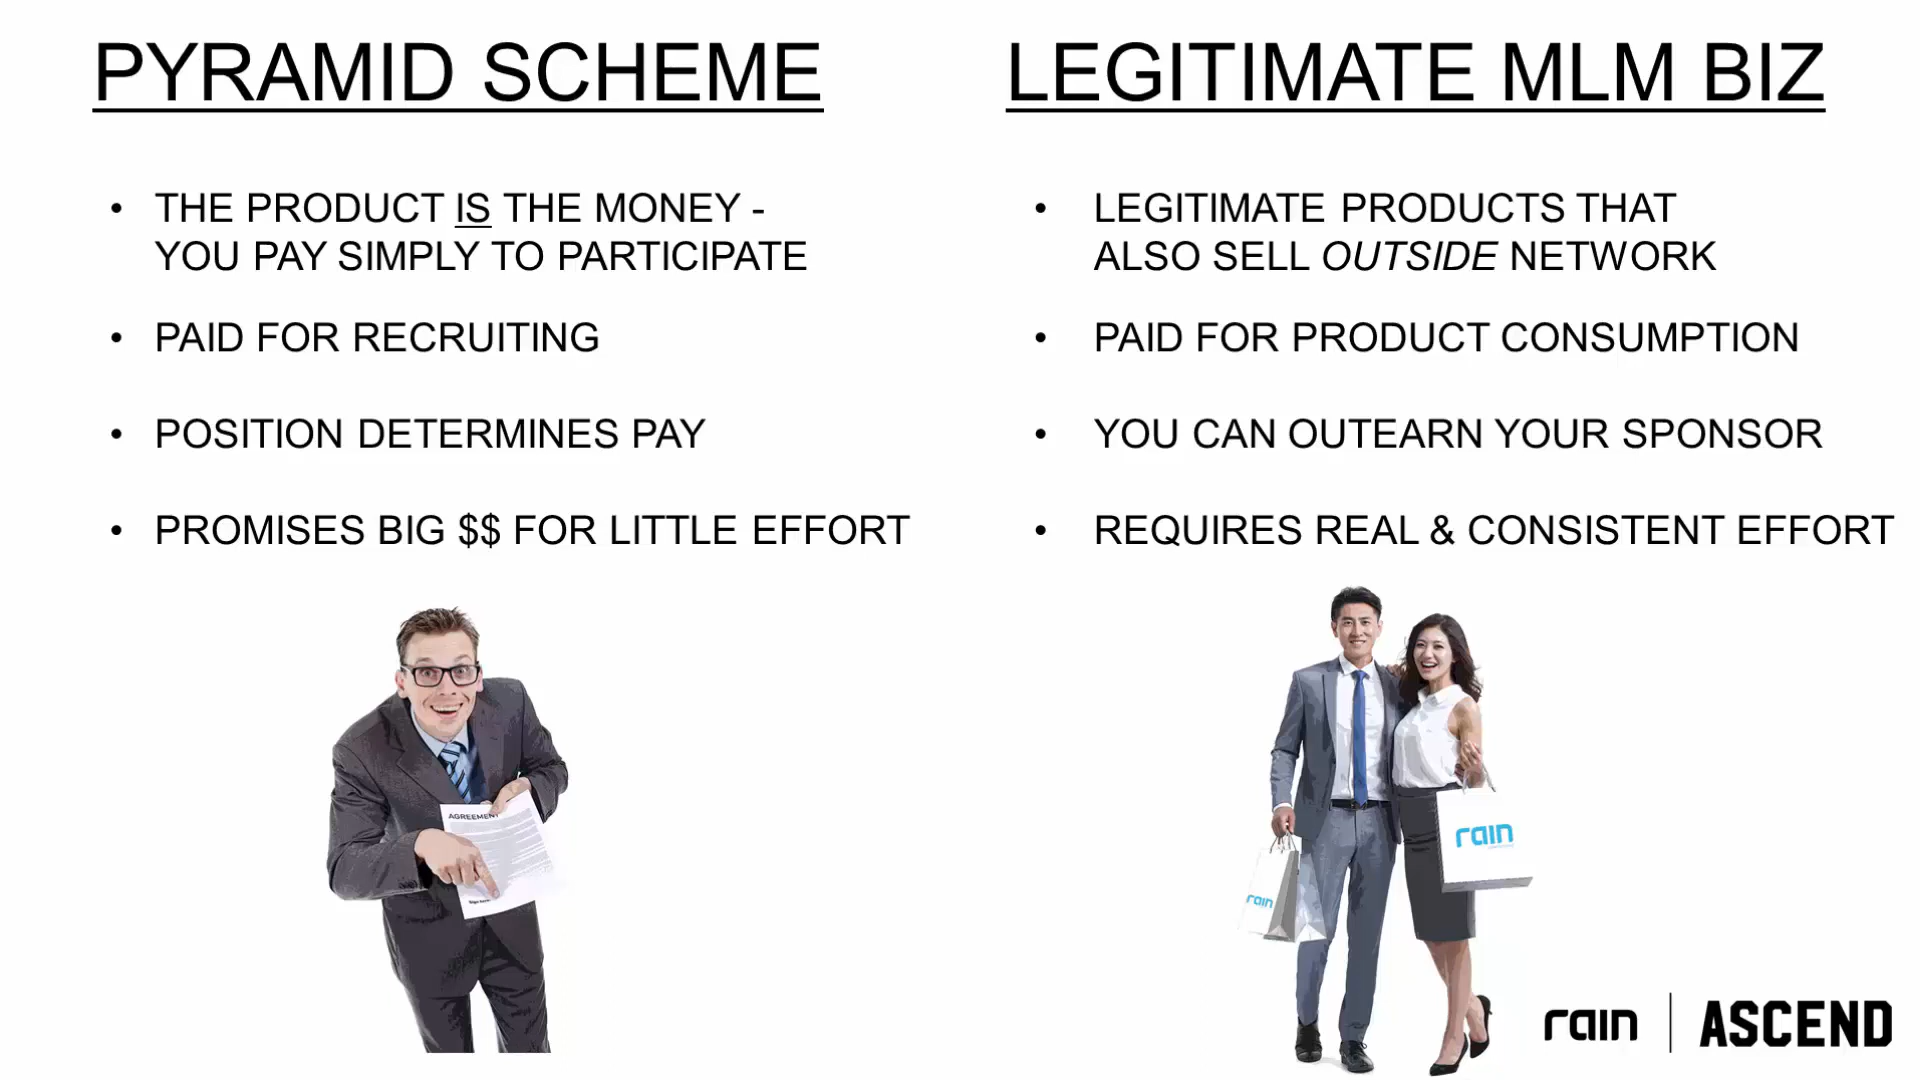 PYRAMID SCHEME
• THE PRODUCT IS THE MONEY -
YOU PAY SIMPLY TO PARTICIPATE
• PAID FOR RECRUITING
• POSITION DETERMINES PAY
• PROMISES BIG $$ FOR LITTLE EFFORT
LEGITIMATE MLM BIZ
• LEGITIMATE PRODUCTS THAT
ALSO SELL OUTSIDE NETWORK
• PAID FOR PRODUCT CONSUMPTION
• YOU CAN OUTEARN YOUR SPONSOR
• REQUIRES REAL & CONSISTENT EFFORT
AGREEMENT
rain
rain
rain | ASCEND